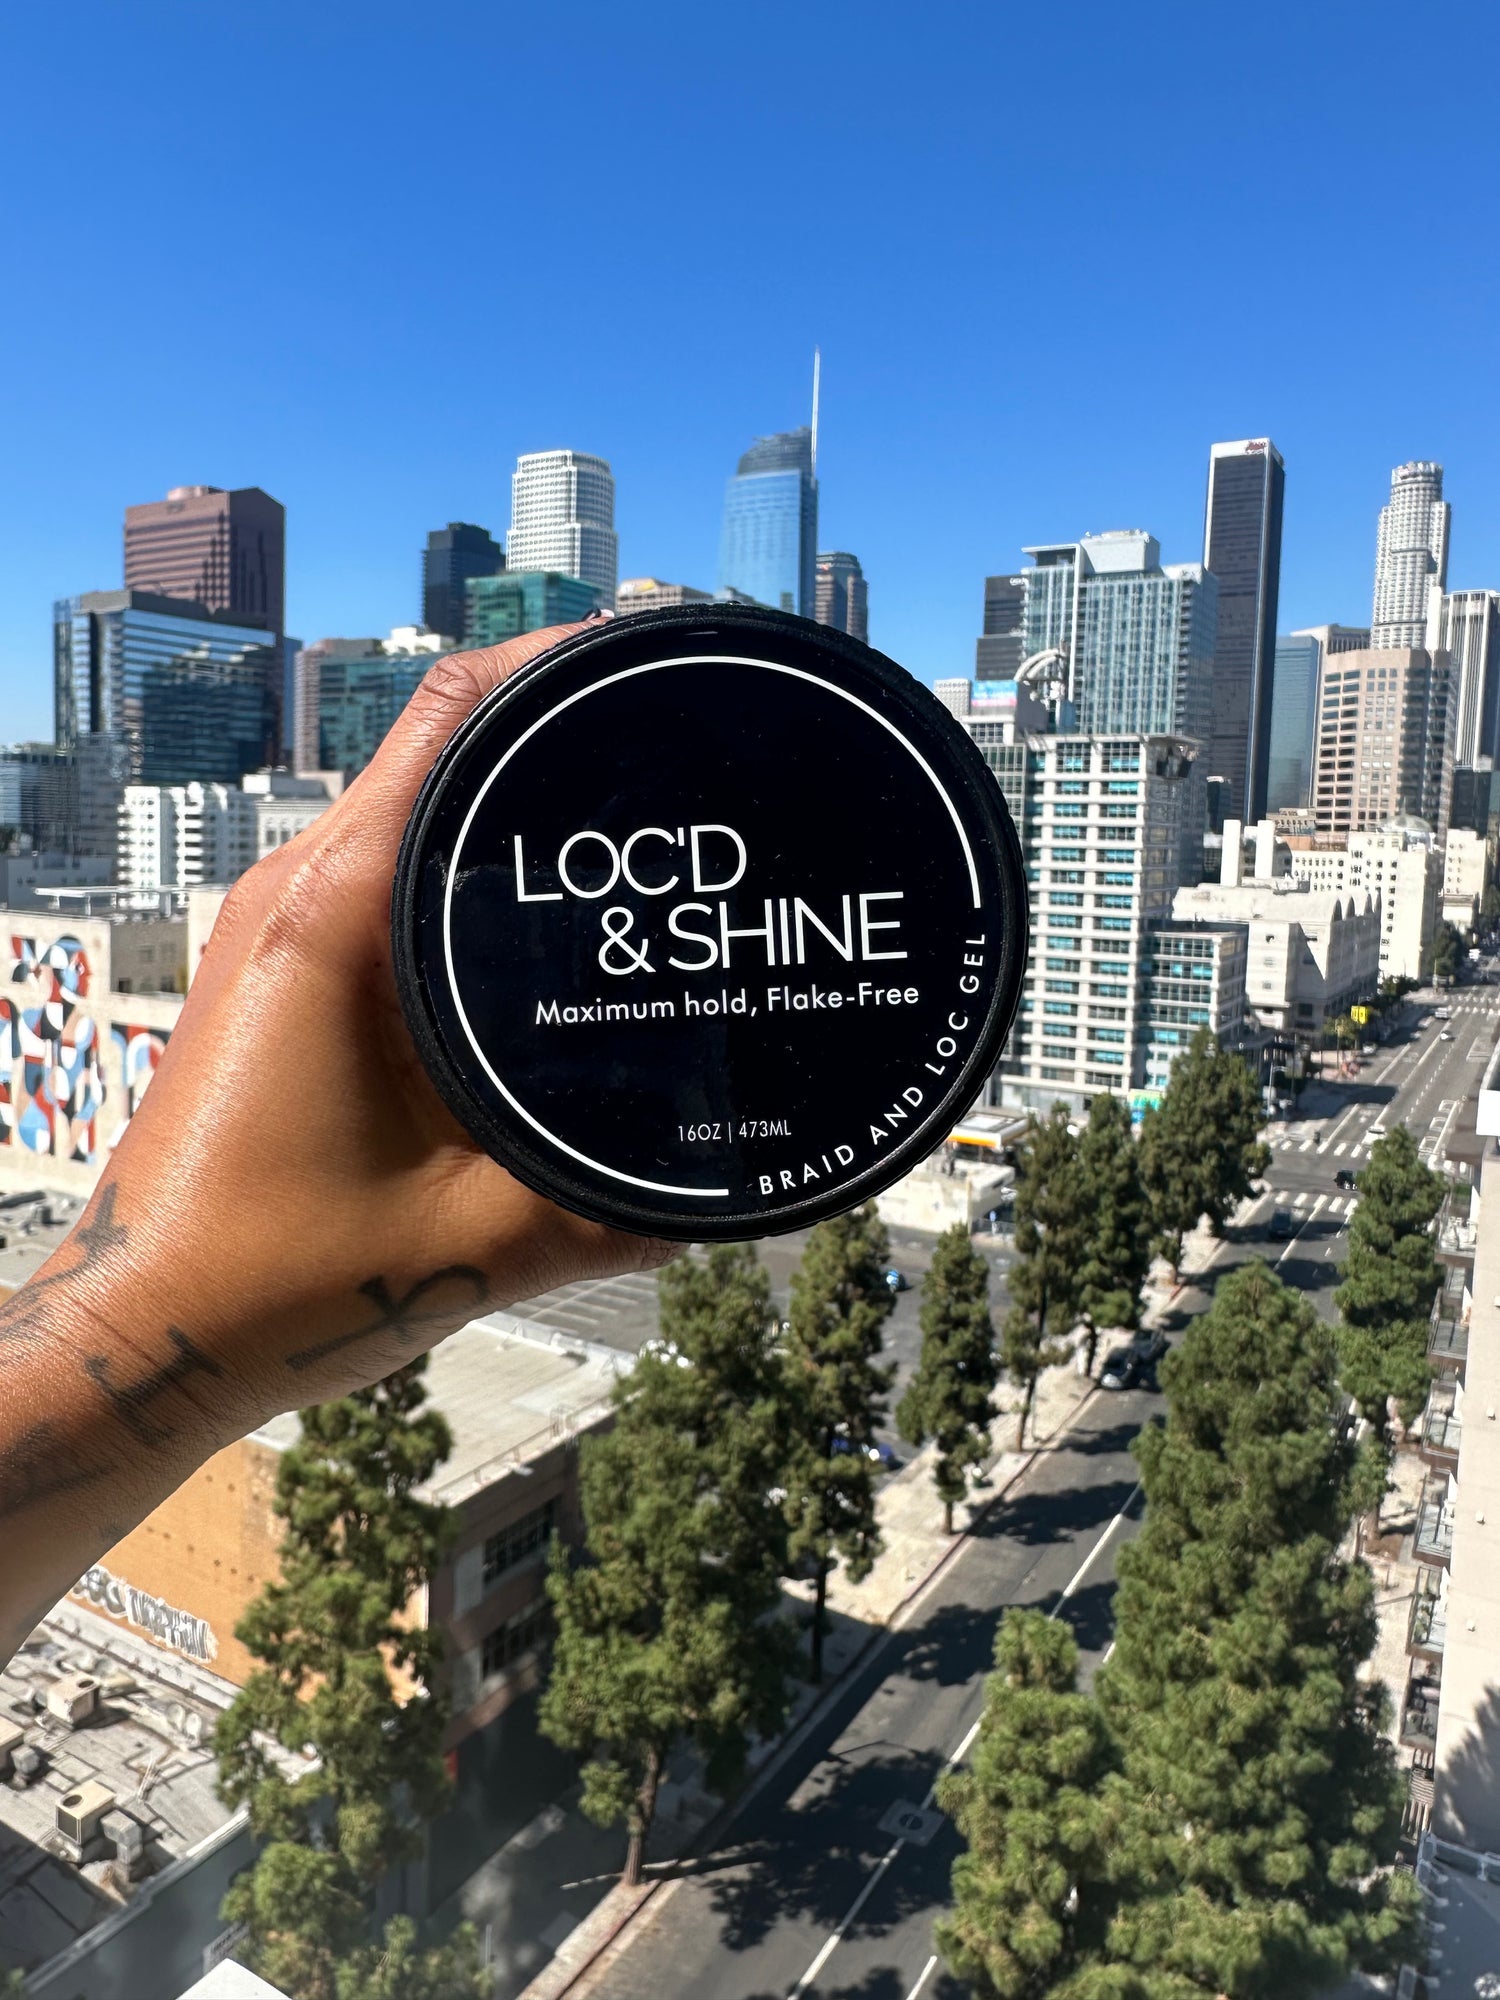 LOC'D
& SHINE
Maximum hold, Flake-Free
16OZ | 473ML
BRAID AND LOC GEL